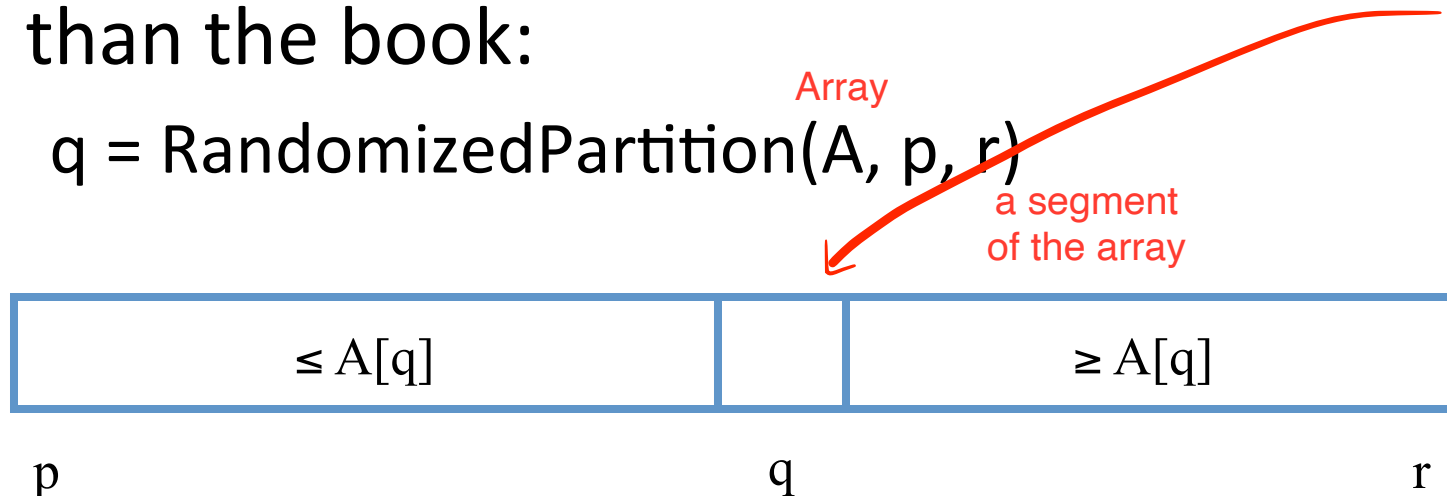 than the book:
Array
q = RandomizedPartition(A, p, r)
a segment
of the array
≤ A[q]
≥ A[q]
p
q
r